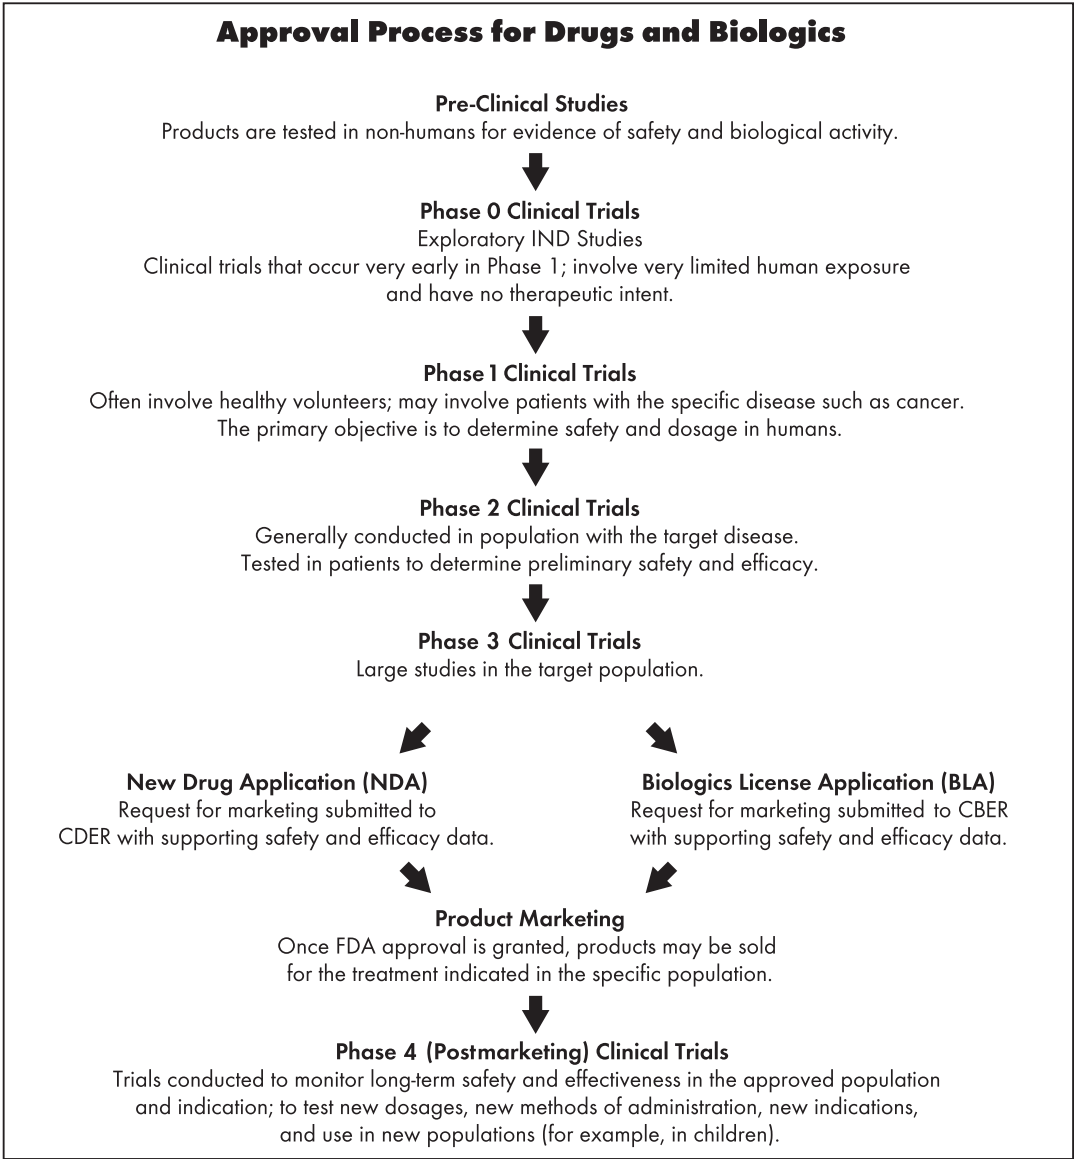 Approval Process for Drugs and Biologics
Pre-Clinical Studies
Products are tested in non-humans for evidence of safety and biological activity.
Phase 0 Clinical Trials
Exploratory IND Studies
Clinical trials that occur very early in Phase 1; involve very limited human exposure
and have no therapeutic intent.
Phase 1 Clinical Trials
Often involve healthy volunteers; may involve patients with the specific disease such as cancer.
The primary objective is to determine safety and dosage in humans.
Phase 2 Clinical Trials
Generally conducted in population with the target disease.
Tested in patients to determine preliminary safety and efficacy.
Phase 3 Clinical Trials
Large studies in the target population.
New Drug Application (NDA)
Request for marketing submitted to
CDER with supporting safety and efficacy data.
Biologics License Application (BLA)
Request for marketing submitted to CBER
with supporting safety and efficacy data.
Product Marketing
Once FDA approval is granted, products may be sold
for the treatment indicated in the specific population.
Phase 4 (Postmarketing) Clinical Trials
Trials conducted to monitor long-term safety and effectiveness in the approved population
and indication; to test new dosages, new methods of administration, new indications,
and use in new populations (for example, in children).